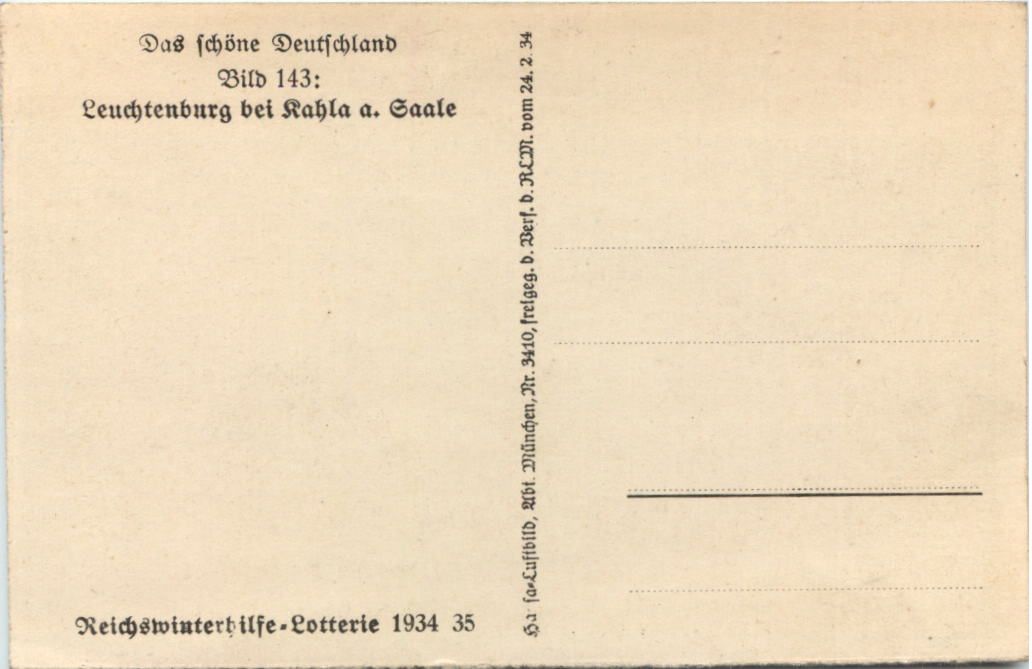 Das schöne Deutschland
Bild 143:
Leuchtenburg bei Kahla a. Saale
Reichswinterhilfe-Lotterie 1934 35
Hansa-Luftbild, Abt. München, Nr. 3410, freigeg. d. Verf. d. RLM. vom 24. 2. 34